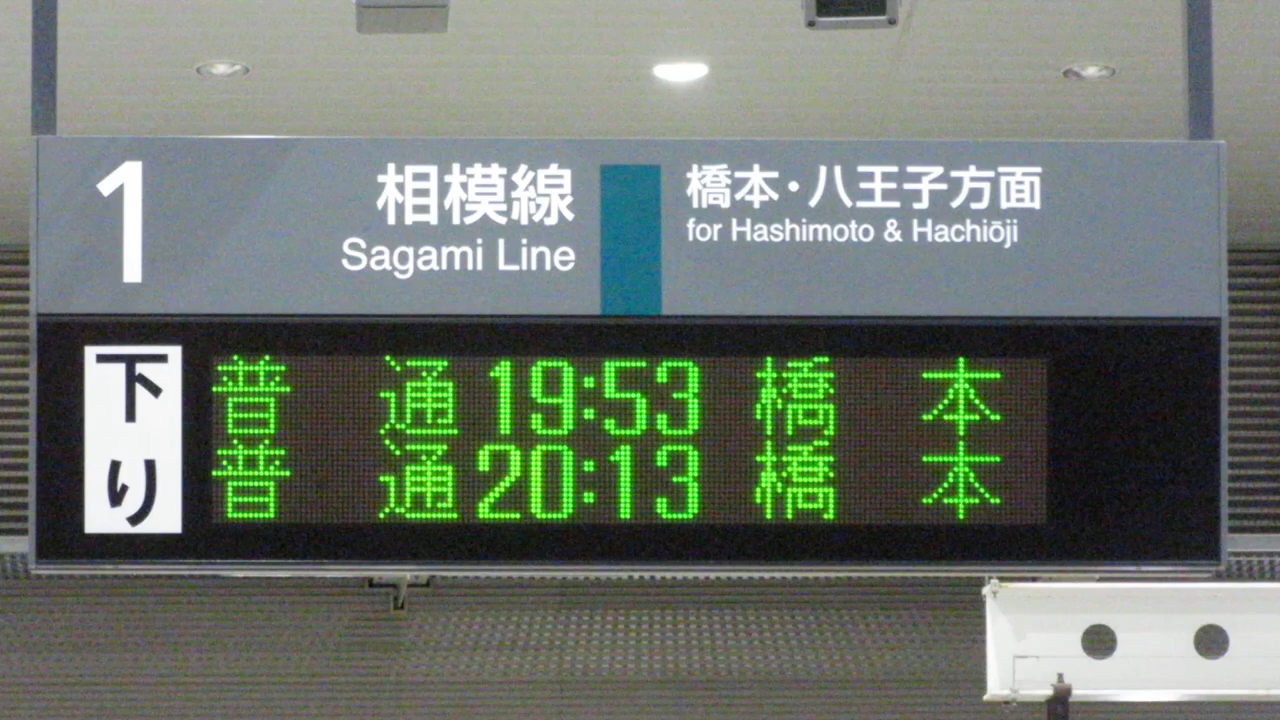 1
相模線
Sagami Line
橋本・八王子方面
for Hashimoto & Hachiōji
下り
普通 19:53 橋本
普通 20:13 橋本